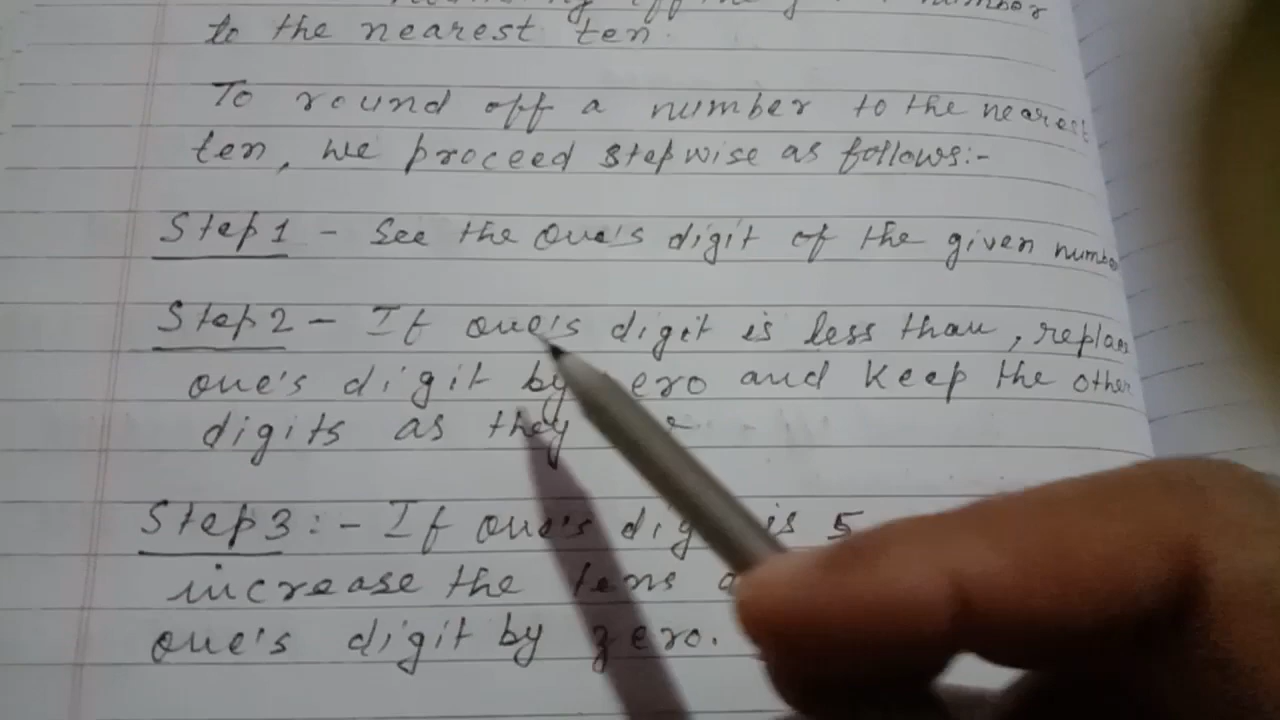 number
to the nearest ten.
To round off a number to the nearest
ten, we proceed stepwise as follows:-
Step 1 - See the one's digit of the given number
Step 2 - If one's digit is less than, replace
one's digit by zero and keep the other
digits as they
Step 3 :- If one's digit is 5
increase the tens
one's digit by zero.